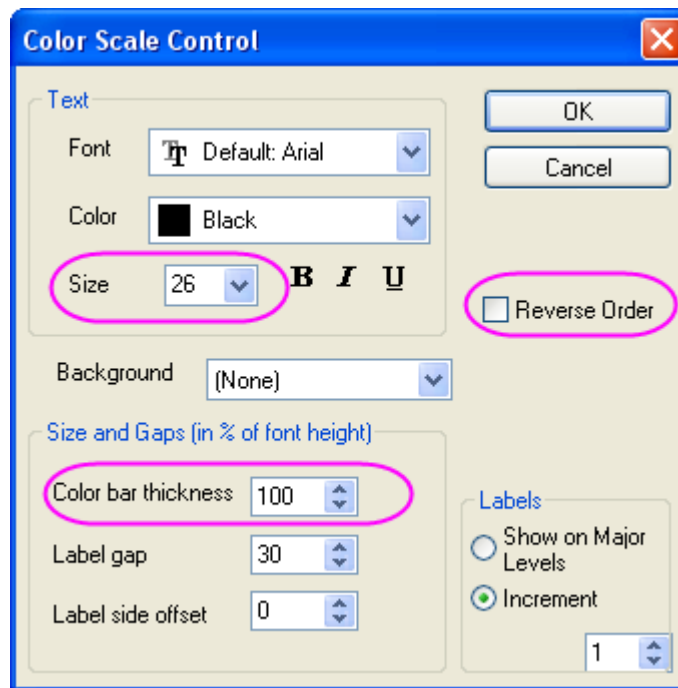 Color Scale Control
Text
Font
Default: Arial
Color
Black
Size
26
B I U
OK
Cancel
Reverse Order
Background
(None)
Size and Gaps (in % of font height)
Color bar thickness
100
Label gap
30
Label side offset
0
Labels
Show on Major
Levels
Increment
1